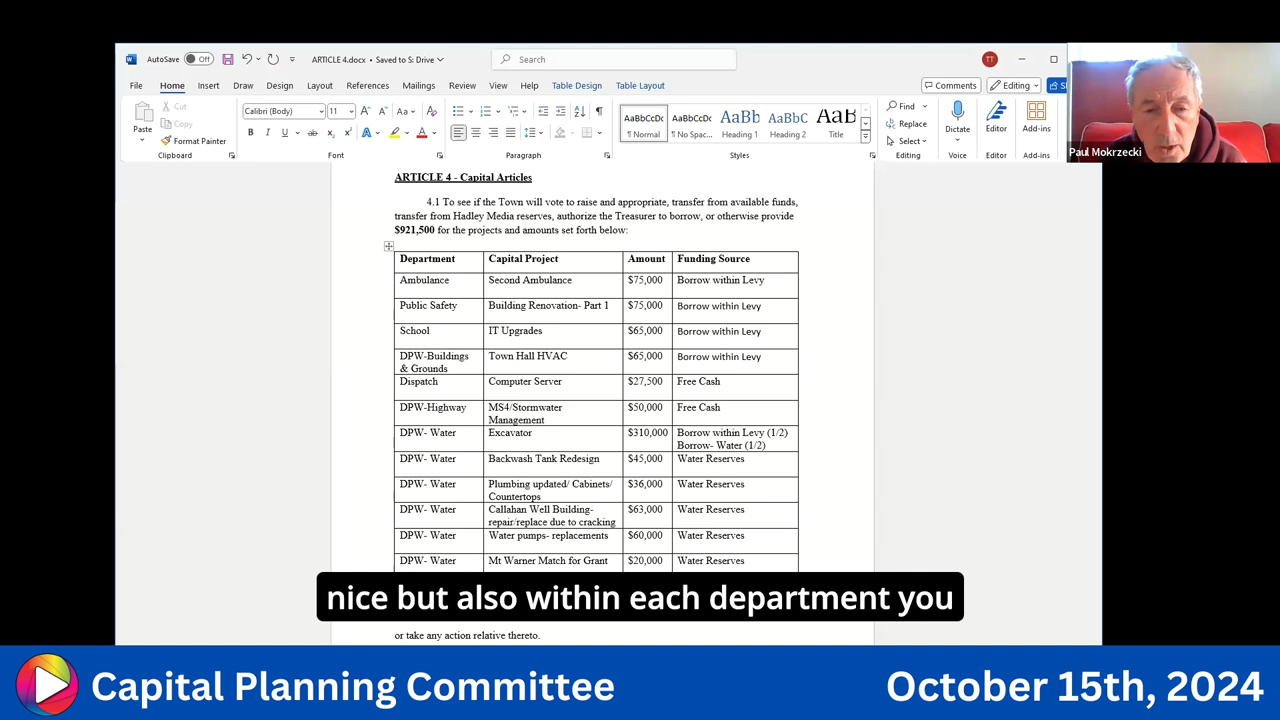 AutoSave Off ARTICLE 4.docx • Saved to S: Drive Search TT
File Home Insert Draw Design Layout References Mailings Review View Help Table Design Table Layout Comments Editing
Paste Cut Copy Format Painter Clipboard
Calibri (Body) 11 Font
Paragraph
AaBbCcDc ¶ Normal AaBbCcDc ¶ No Spac... AaBb Heading 1 AaBbC Heading 2 AaB Title Styles
Find Replace Select Editing
Dictate Voice
Editor Editor
Add-ins Add-ins
Paul Mokrzecki
ARTICLE 4 - Capital Articles
4.1 To see if the Town will vote to raise and appropriate, transfer from available funds,
transfer from Hadley Media reserves, authorize the Treasurer to borrow, or otherwise provide
$921,500 for the projects and amounts set forth below:
Department Capital Project Amount Funding Source
Ambulance Second Ambulance $75,000 Borrow within Levy
Public Safety Building Renovation- Part 1 $75,000 Borrow within Levy
School IT Upgrades $65,000 Borrow within Levy
DPW-Buildings & Grounds Town Hall HVAC $65,000 Borrow within Levy
Dispatch Computer Server $27,500 Free Cash
DPW-Highway MS4/Stormwater Management $50,000 Free Cash
DPW- Water Excavator $310,000 Borrow within Levy (1/2) Borrow- Water (1/2)
DPW- Water Backwash Tank Redesign $45,000 Water Reserves
DPW- Water Plumbing updated/ Cabinets/ Countertops $36,000 Water Reserves
DPW- Water Callahan Well Building- repair/replace due to cracking $63,000 Water Reserves
DPW- Water Water pumps- replacements $60,000 Water Reserves
DPW- Water Mt Warner Match for Grant $20,000 Water Reserves
nice but also within each department you
or take any action relative thereto.
Capital Planning Committee October 15th, 2024